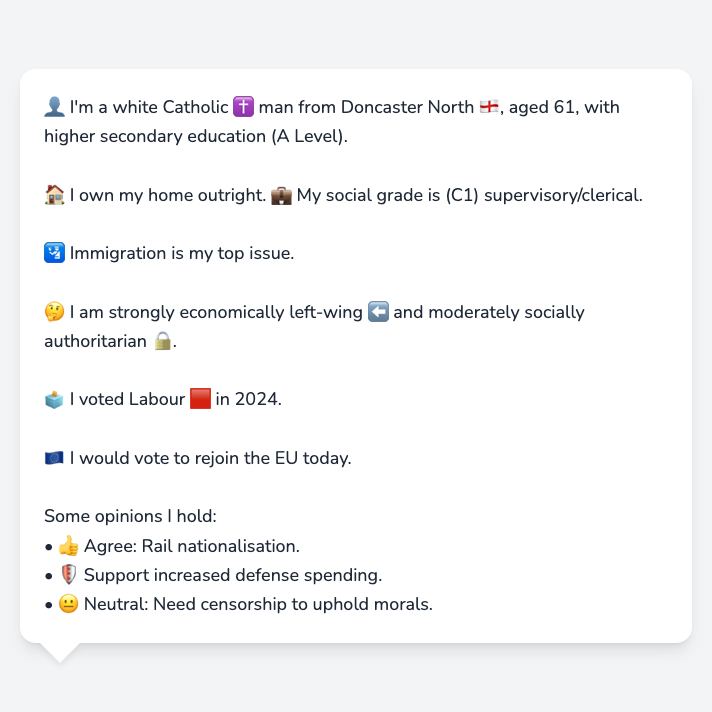 👤 I'm a white Catholic ✝️ man from Doncaster North 🏴󠁧󠁢󠁥󠁮󠁧󠁿, aged 61, with
higher secondary education (A Level).
🏠 I own my home outright. 💼 My social grade is (C1) supervisory/clerical.
🛂 Immigration is my top issue.
🤔 I am strongly economically left-wing ⬅️ and moderately socially
authoritarian 🔒.
🗳️ I voted Labour 🟥 in 2024.
🇪🇺 I would vote to rejoin the EU today.
Some opinions I hold:
• 👍 Agree: Rail nationalisation.
• 🛡️ Support increased defense spending.
• 😐 Neutral: Need censorship to uphold morals.